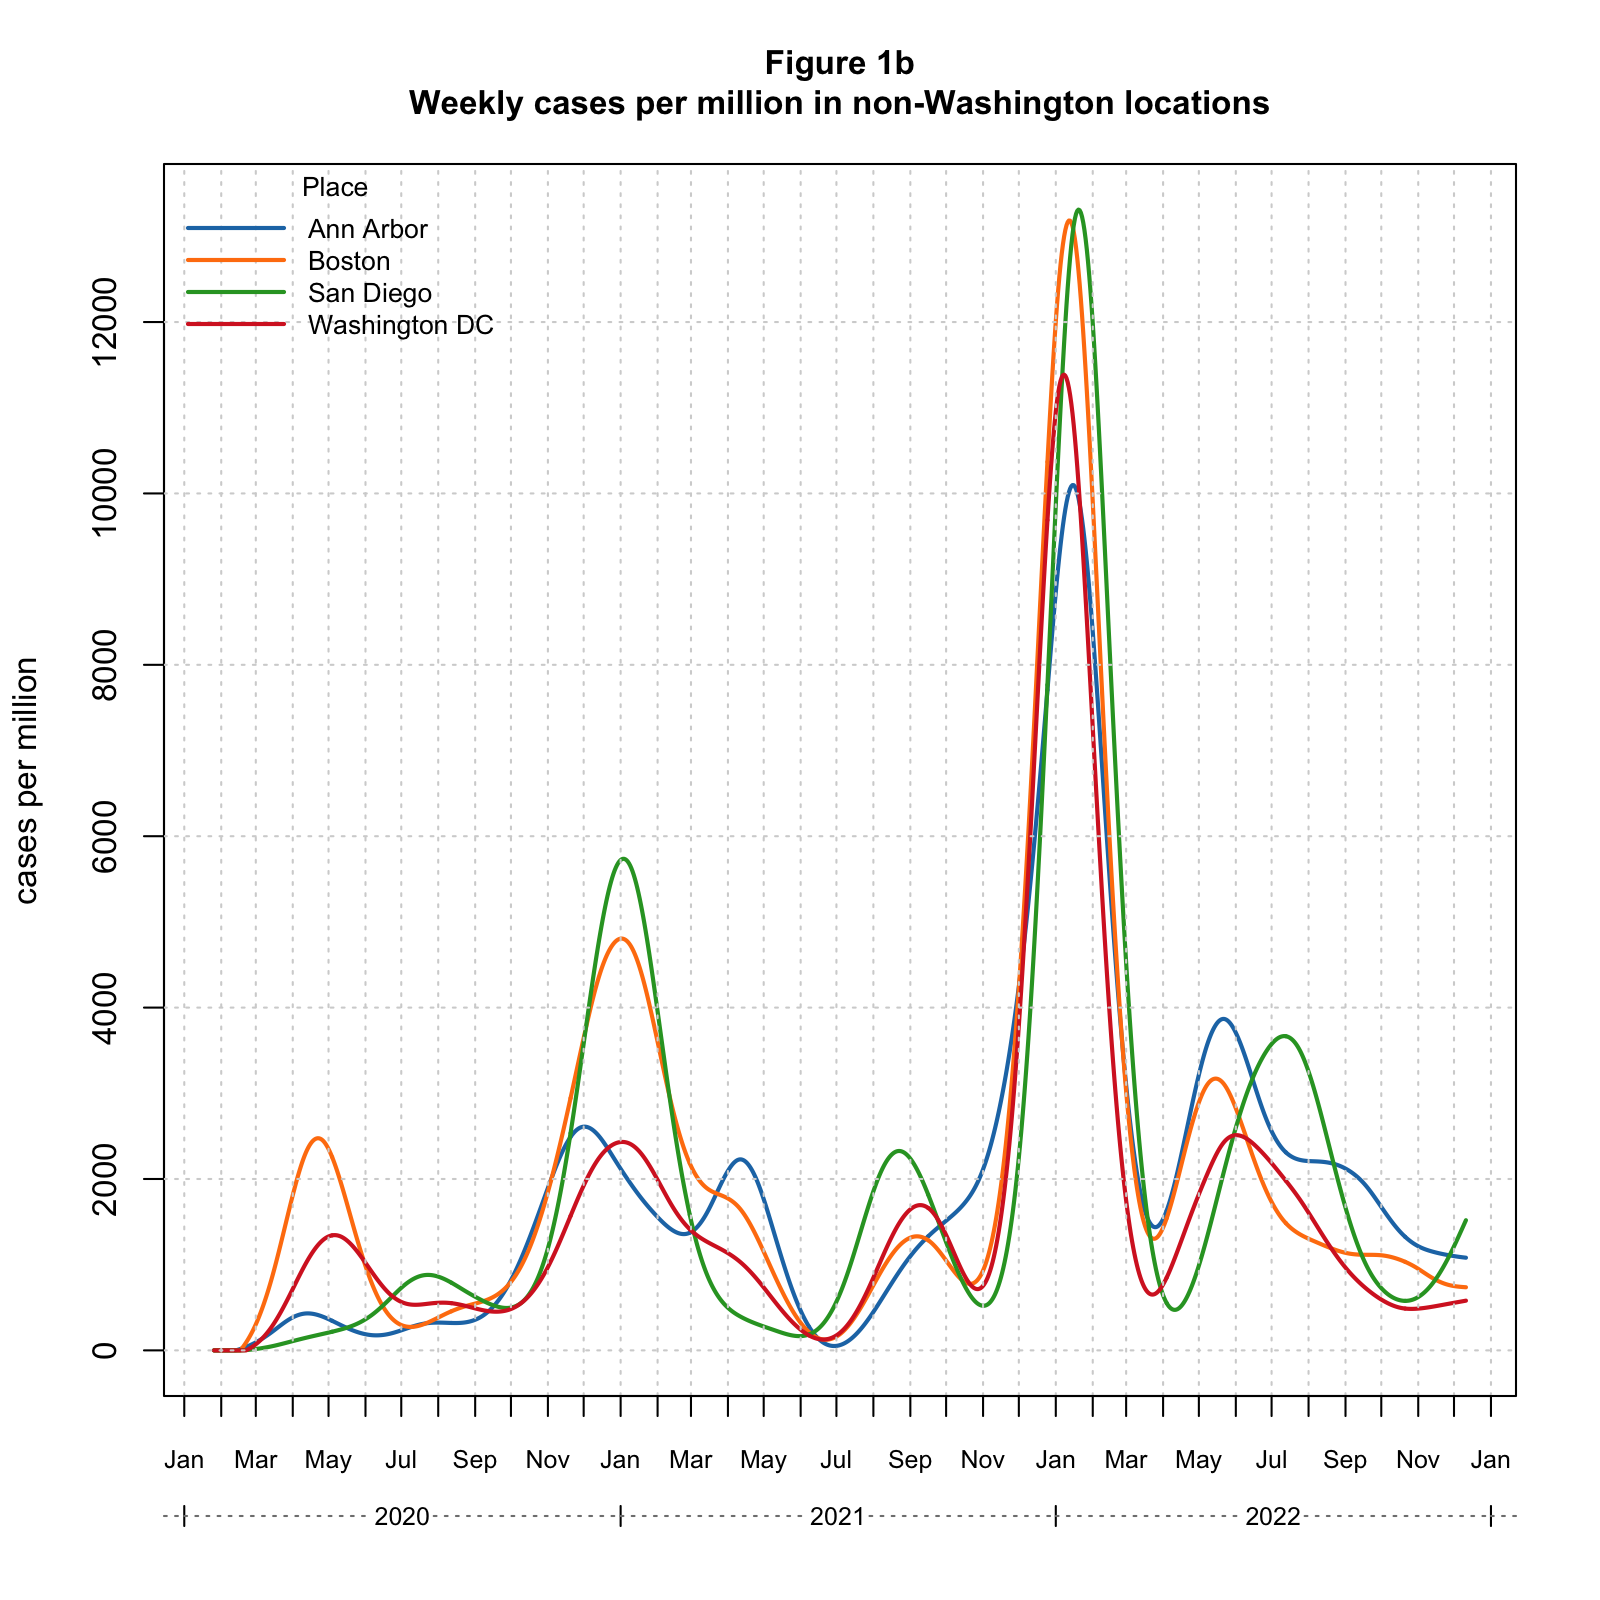 Figure 1b
Weekly cases per million in non-Washington locations
Place
Ann Arbor
Boston
San Diego
Washington DC
cases per million
12000
10000
8000
6000
4000
2000
0
Jan Mar May Jul Sep Nov Jan Mar May Jul Sep Nov Jan Mar May Jul Sep Nov Jan
2020 2021 2022